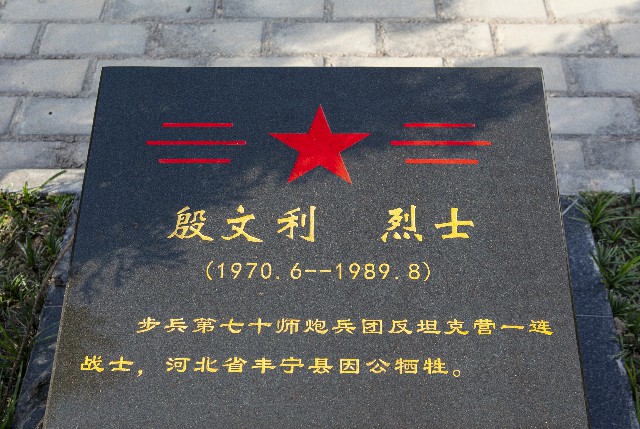 殷文利 烈士
(1970.6--1989.8)
步兵第七十师炮兵团反坦克营一连
战士，河北省丰宁县因公牺牲。